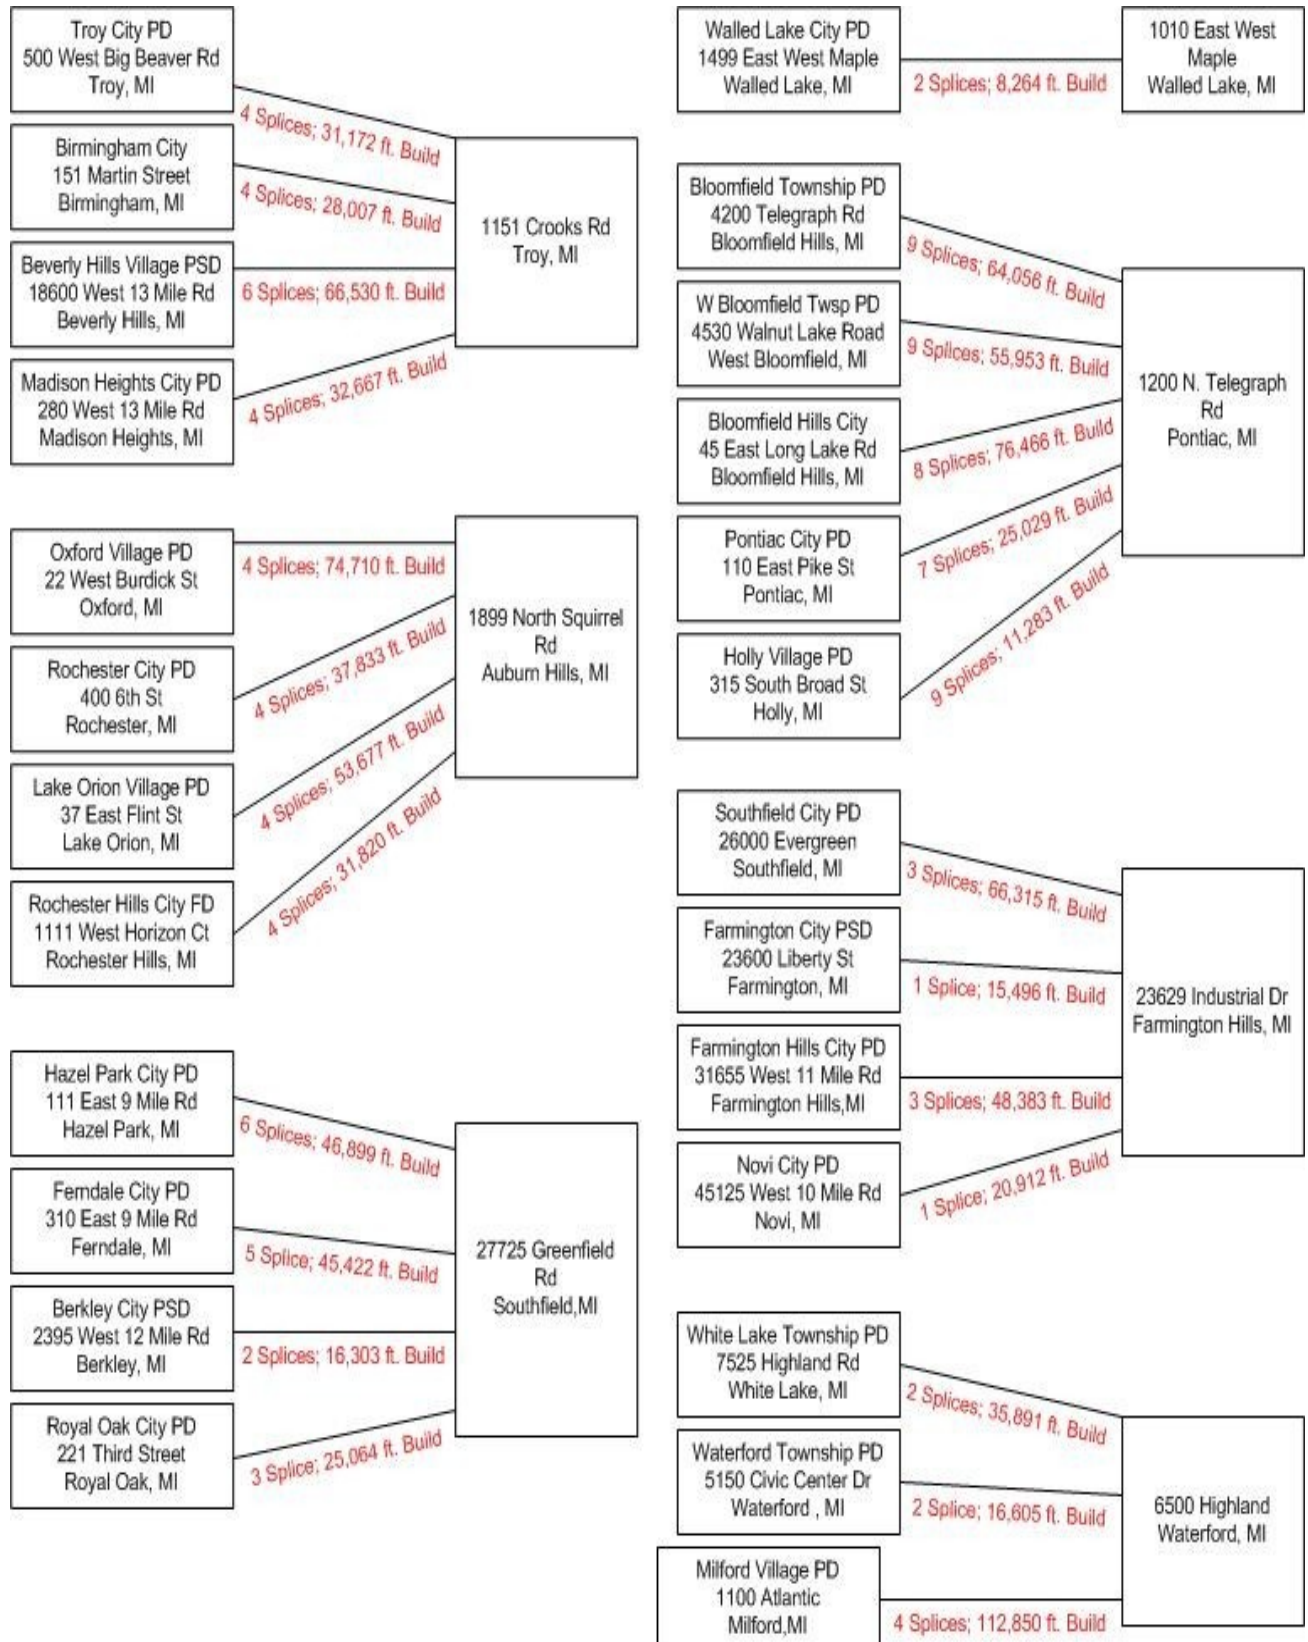 Troy City PD
500 West Big Beaver Rd
Troy, MI
4 Splices; 31,172 ft. Build
Birmingham City
151 Martin Street
Birmingham, MI
4 Splices; 28,007 ft. Build
Beverly Hills Village PSD
18600 West 13 Mile Rd
Beverly Hills, MI
6 Splices; 66,530 ft. Build
Madison Heights City PD
280 West 13 Mile Rd
Madison Heights, MI
4 Splices; 32,667 ft. Build
1151 Crooks Rd
Troy, MI
Oxford Village PD
22 West Burdick St
Oxford, MI
4 Splices; 74,710 ft. Build
Rochester City PD
400 6th St
Rochester, MI
4 Splices; 37,833 ft. Build
Lake Orion Village PD
37 East Flint St
Lake Orion, MI
4 Splices; 53,677 ft. Build
Rochester Hills City FD
1111 West Horizon Ct
Rochester Hills, MI
4 Splices; 31,820 ft. Build
1899 North Squirrel
Rd
Auburn Hills, MI
Hazel Park City PD
111 East 9 Mile Rd
Hazel Park, MI
6 Splices; 46,899 ft. Build
Ferndale City PD
310 East 9 Mile Rd
Ferndale, MI
5 Splice; 45,422 ft. Build
Berkley City PSD
2395 West 12 Mile Rd
Berkley, MI
2 Splices; 16,303 ft. Build
Royal Oak City PD
221 Third Street
Royal Oak, MI
3 Splice; 25,064 ft. Build
27725 Greenfield
Rd
Southfield,MI
Walled Lake City PD
1499 East West Maple
Walled Lake, MI
2 Splices; 8,264 ft. Build
1010 East West
Maple
Walled Lake, MI
Bloomfield Township PD
4200 Telegraph Rd
Bloomfield Hills, MI
9 Splices; 64,056 ft. Build
W Bloomfield Twsp PD
4530 Walnut Lake Road
West Bloomfield, MI
9 Splices; 55,953 ft. Build
Bloomfield Hills City
45 East Long Lake Rd
Bloomfield Hills, MI
8 Splices; 76,466 ft. Build
Pontiac City PD
110 East Pike St
Pontiac, MI
7 Splices; 25,029 ft. Build
Holly Village PD
315 South Broad St
Holly, MI
9 Splices; 11,283 ft. Build
1200 N. Telegraph
Rd
Pontiac, MI
Southfield City PD
26000 Evergreen
Southfield, MI
3 Splices; 66,315 ft. Build
Farmington City PSD
23600 Liberty St
Farmington, MI
1 Splice; 15,496 ft. Build
Farmington Hills City PD
31655 West 11 Mile Rd
Farmington Hills,MI
3 Splices; 48,383 ft. Build
Novi City PD
45125 West 10 Mile Rd
Novi, MI
1 Splice; 20,912 ft. Build
23629 Industrial Dr
Farmington Hills, MI
White Lake Township PD
7525 Highland Rd
White Lake, MI
2 Splices; 35,891 ft. Build
Waterford Township PD
5150 Civic Center Dr
Waterford , MI
2 Splice; 16,605 ft. Build
Milford Village PD
1100 Atlantic
Milford,MI
4 Splices; 112,850 ft. Build
6500 Highland
Waterford, MI